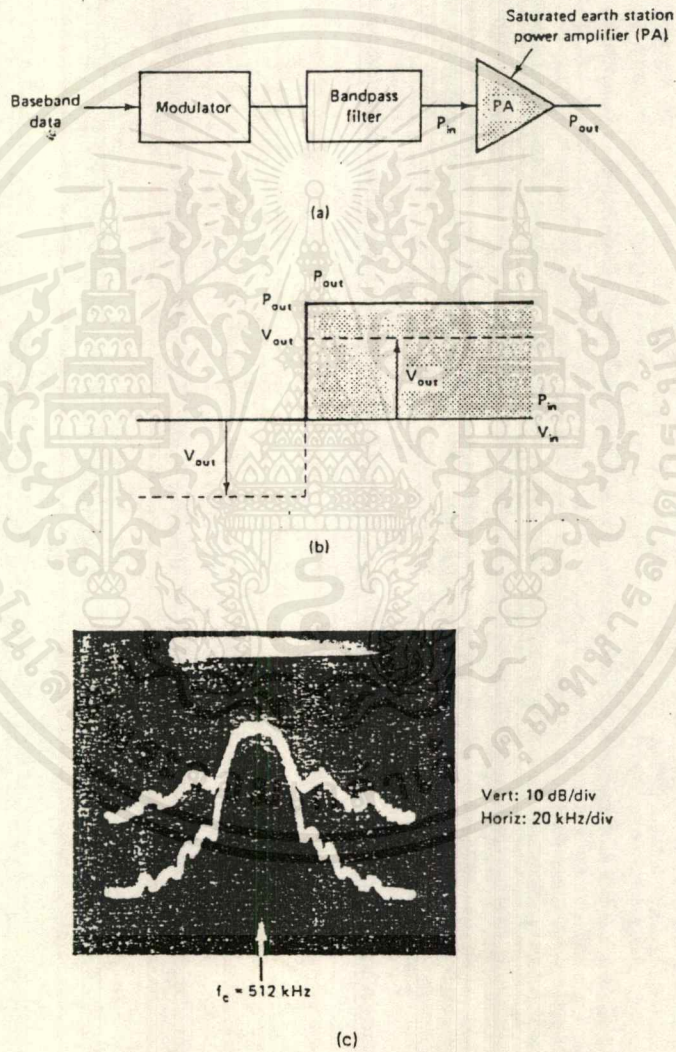 Saturated earth station
power amplifier (PA)
Baseband
data
Modulator
Bandpass
filter
P_in
PA
P_out
(a)
P_out
P_out
V_out
V_out
P_in
V_in
V_out
(b)
Vert: 10 dB/div
Horiz: 20 kHz/div
f_c = 512 kHz
(c)